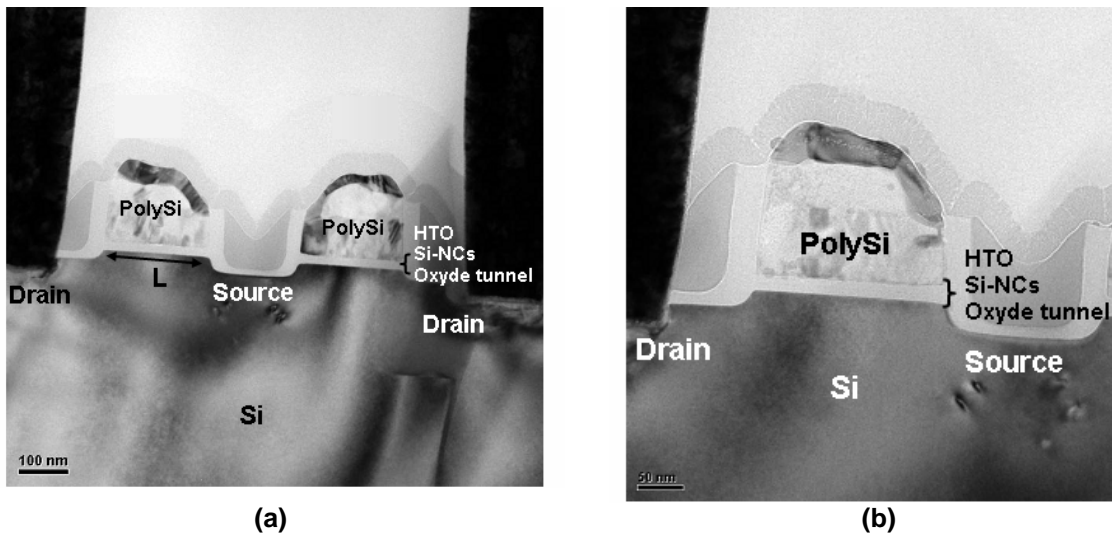 PolySi
PolySi
HTO
Si-NCs
Oxyde tunnel
L
Drain
Source
Drain
Si
100 nm
(a)
PolySi
HTO
Si-NCs
Oxyde tunnel
Drain
Source
Si
50 nm
(b)